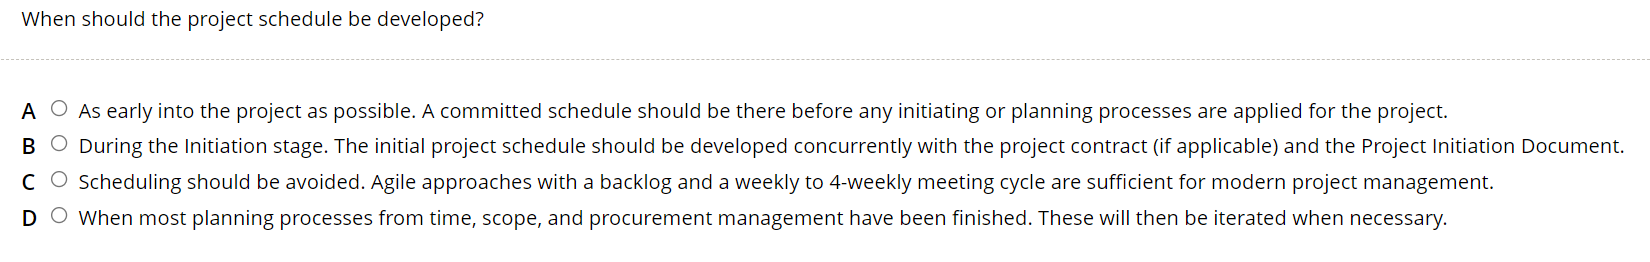 When should the project schedule be developed?
A As early into the project as possible. A committed schedule should be there before any initiating or planning processes are applied for the project.
B During the Initiation stage. The initial project schedule should be developed concurrently with the project contract (if applicable) and the Project Initiation Document.
C Scheduling should be avoided. Agile approaches with a backlog and a weekly to 4-weekly meeting cycle are sufficient for modern project management.
D When most planning processes from time, scope, and procurement management have been finished. These will then be iterated when necessary.